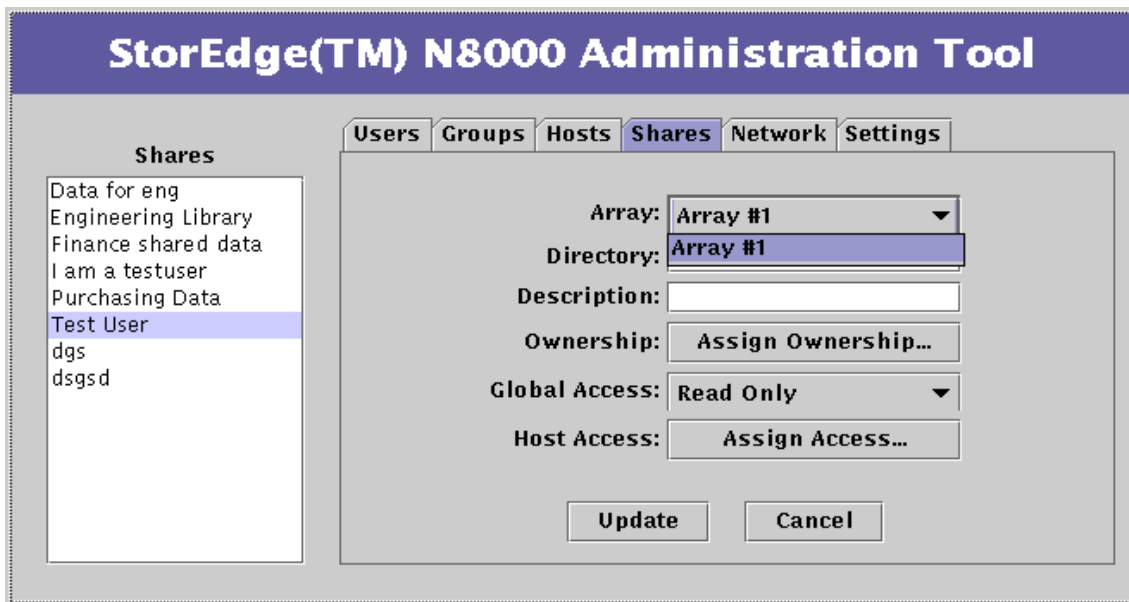 StorEdge(TM) N8000 Administration Tool
Users Groups Hosts Shares Network Settings
Shares
Data for eng
Engineering Library
Finance shared data
I am a testuser
Purchasing Data
Test User
dgs
dsgsd
Array: Array #1
Array #1
Directory:
Description:
Ownership: Assign Ownership...
Global Access: Read Only
Host Access: Assign Access...
Update Cancel